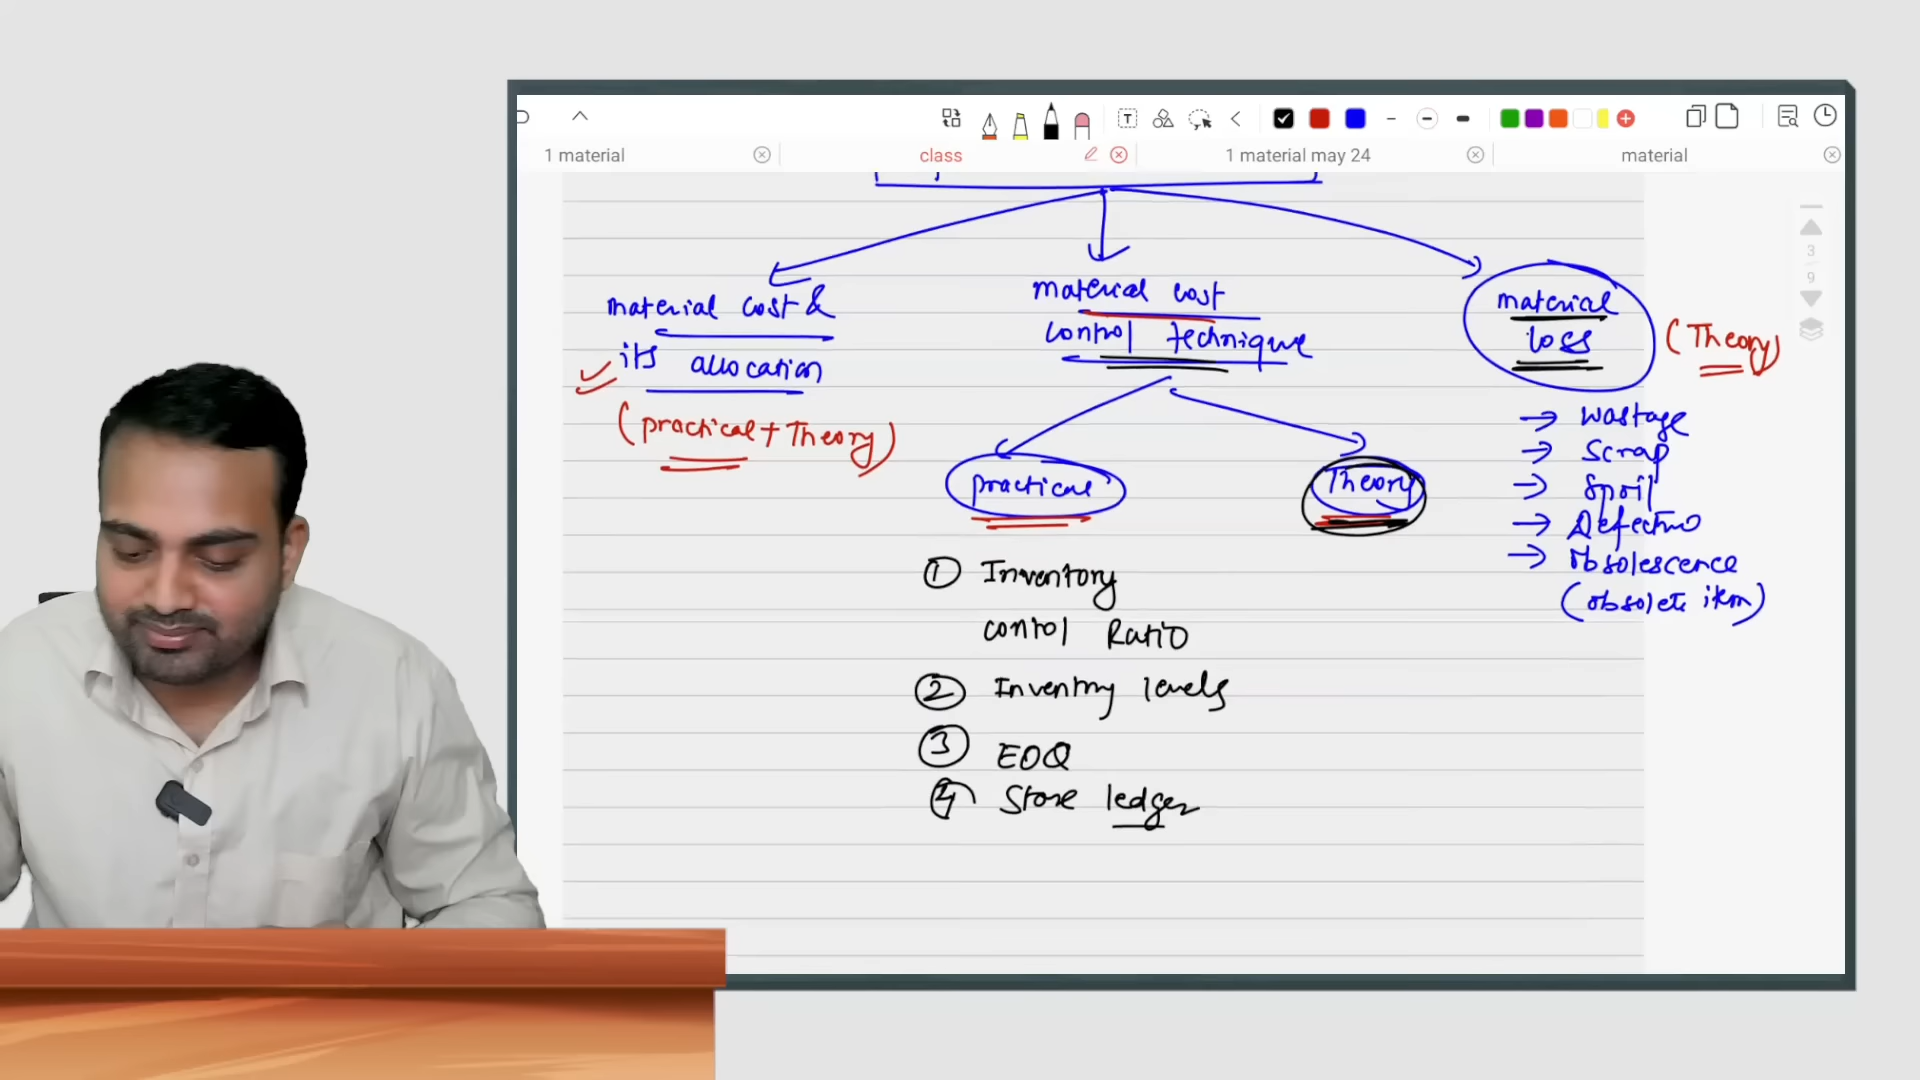 1 material
class
1 material may 24
material
3
9
material cost &
its allocation
(practical + Theory)
material cost
control technique
material
loss
(Theory)
practical
Theory
→ wastage
→ Scrap
→ Spoil
→ Defective
→ obsolescence
(obsolete item)
① Inventory
control Ratio
② Inventory levels
③ EOQ
④ Store ledger